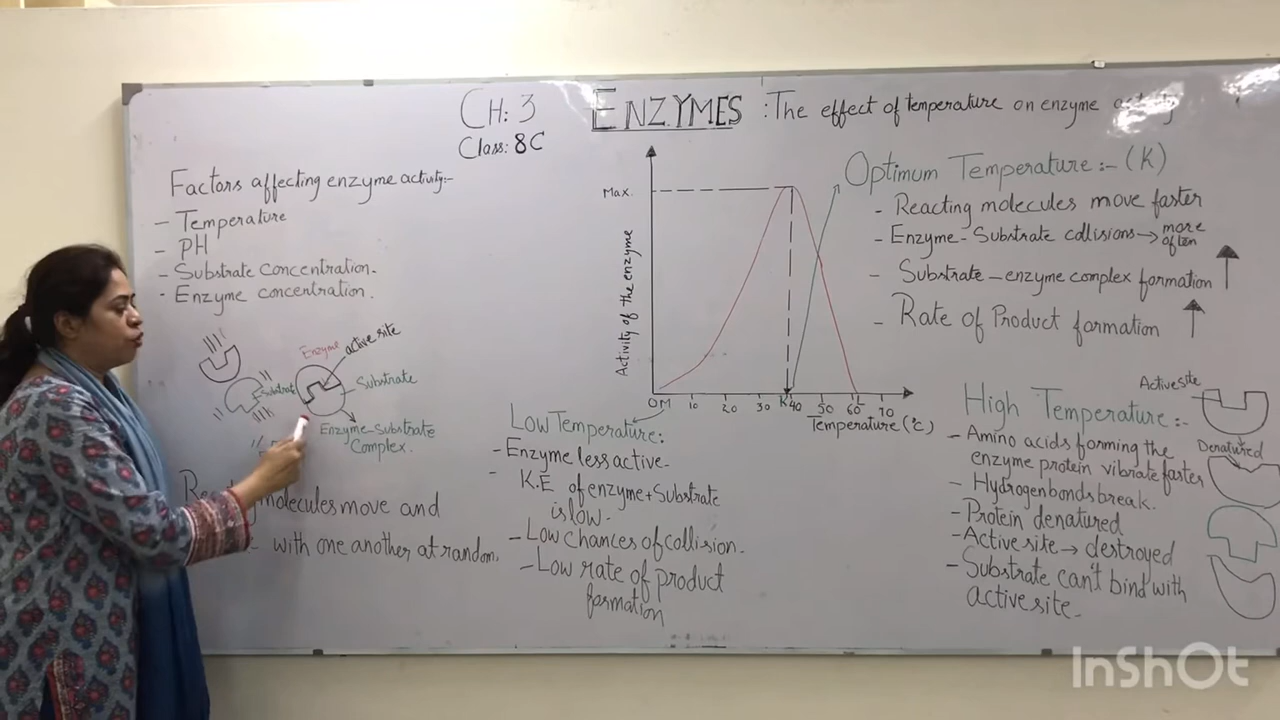 CH: 3
Class: 8C
ENZYMES : The effect of temperature on enzyme activity
Factors affecting enzyme activity:-
- Temperature
- PH
- Substrate Concentration.
- Enzyme concentration.
Enzyme
active site
Substrate
Substrate
Enzyme-Substrate
Complex.
molecules move and
with one another at random.
Max.
Activity of the enzyme
M 10 20 30 K 40 50 60 L 70
Temperature (°C)
Low Temperature:
- Enzyme less active.
- K.E of enzyme+Substrate
is low.
- Low chances of collision.
- Low rate of product
formation
Optimum Temperature:- (K)
- Reacting molecules move faster
- Enzyme-Substrate collisions → more
often
- Substrate-enzyme complex formation
- Rate of Product formation
High Temperature:-
- Amino acids forming the
enzyme protein vibrate faster
- Hydrogen bonds break.
- Protein denatured
- Active site → destroyed
- Substrate can't bind with
active site.
Active site
Denatured
InShOt